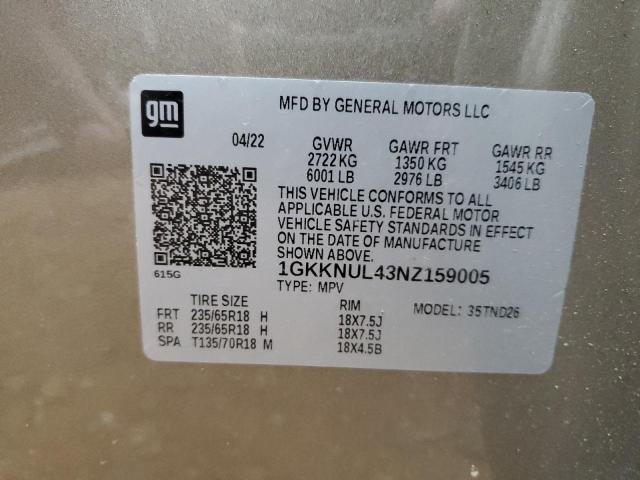 gm
MFD BY GENERAL MOTORS LLC
04/22 GVWR GAWR FRT GAWR RR
2722 KG 1350 KG 1545 KG
6001 LB 2976 LB 3406 LB
THIS VEHICLE CONFORMS TO ALL
APPLICABLE U.S. FEDERAL MOTOR
VEHICLE SAFETY STANDARDS IN EFFECT
ON THE DATE OF MANUFACTURE
SHOWN ABOVE.
615G
1GKKNUL43NZ159005
TYPE: MPV
TIRE SIZE RIM MODEL: 35TND26
FRT 235/65R18 H 18X7.5J
RR 235/65R18 H 18X7.5J
SPA T135/70R18 M 18X4.5B